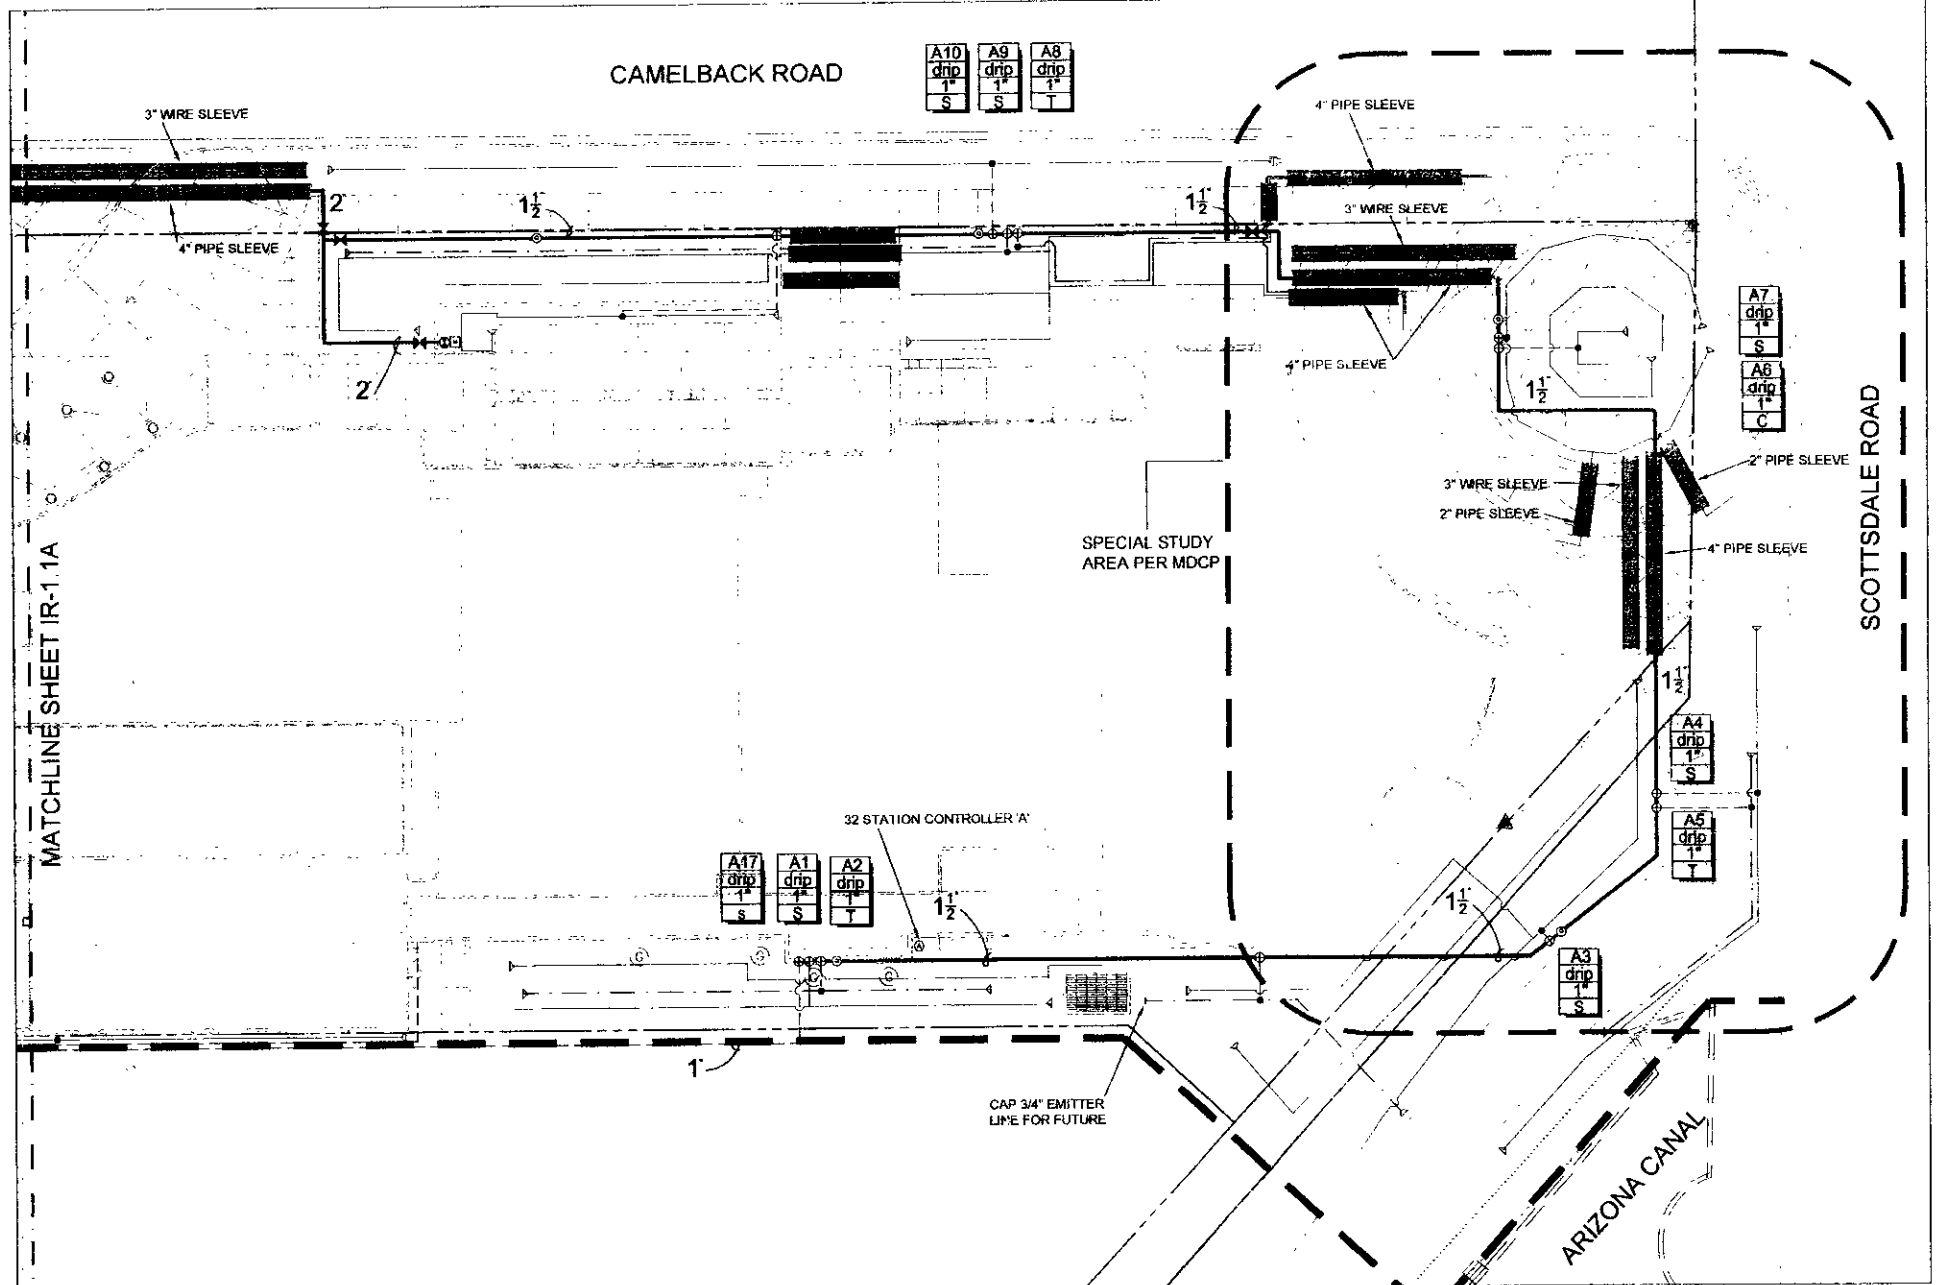 CAMELBACK ROAD
A10
drip
1"
S
A9
drip
1"
S
A8
drip
1"
T
3" WIRE SLEEVE
4" PIPE SLEEVE
2"
1½"
4" PIPE SLEEVE
1½"
3" WIRE SLEEVE
4" PIPE SLEEVE
2"
1½"
A7
drip
1"
S
A6
drip
1"
C
SCOTTSDALE ROAD
2" PIPE SLEEVE
3" WIRE SLEEVE
2" PIPE SLEEVE
4" PIPE SLEEVE
SPECIAL STUDY
AREA PER MDCP
MATCHLINE SHEET IR-1.1A
1½"
A4
drip
1"
S
A5
drip
1"
T
32 STATION CONTROLLER 'A'
A17
drip
1"
s
A1
drip
1"
S
A2
drip
1"
T
1½"
A
1½"
A3
drip
1"
S
1"
CAP 3/4" EMITTER
LINE FOR FUTURE
ARIZONA CANAL